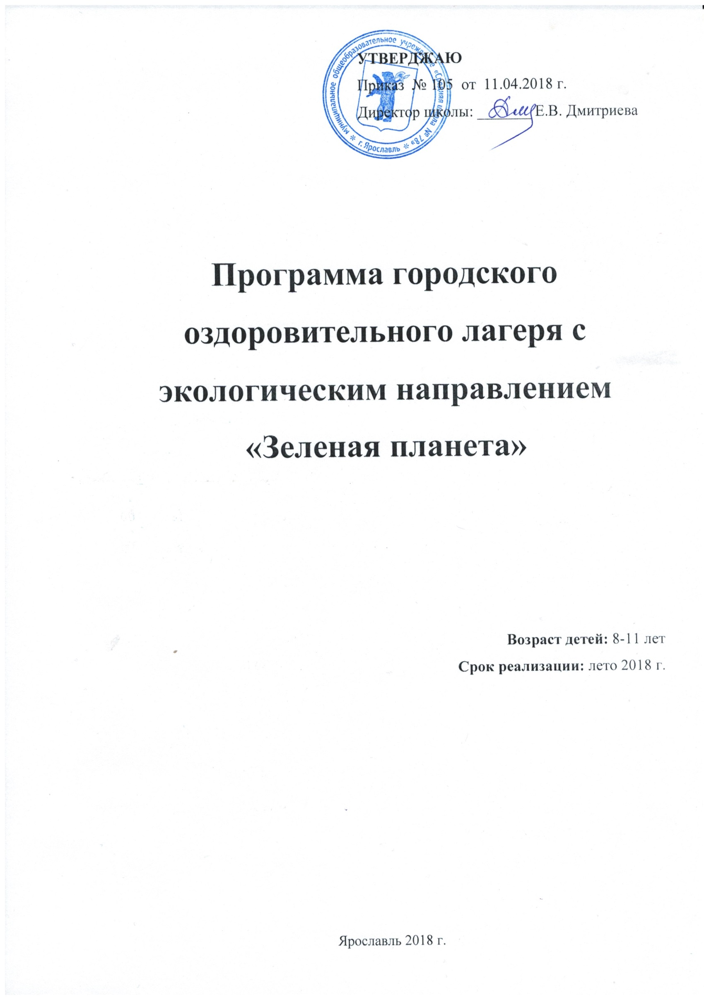 УТВЕРДЖАЮ
Приказ № 105 от 11.04.2018 г.
Директор школы: _______ Е.В. Дмитриева
муниципальное общеобразовательное учреждение «Средняя школа № 78» * г. Ярославль *
Программа городского
оздоровительного лагеря с
экологическим направлением
«Зеленая планета»
Возраст детей: 8-11 лет
Срок реализации: лето 2018 г.
Ярославль 2018 г.